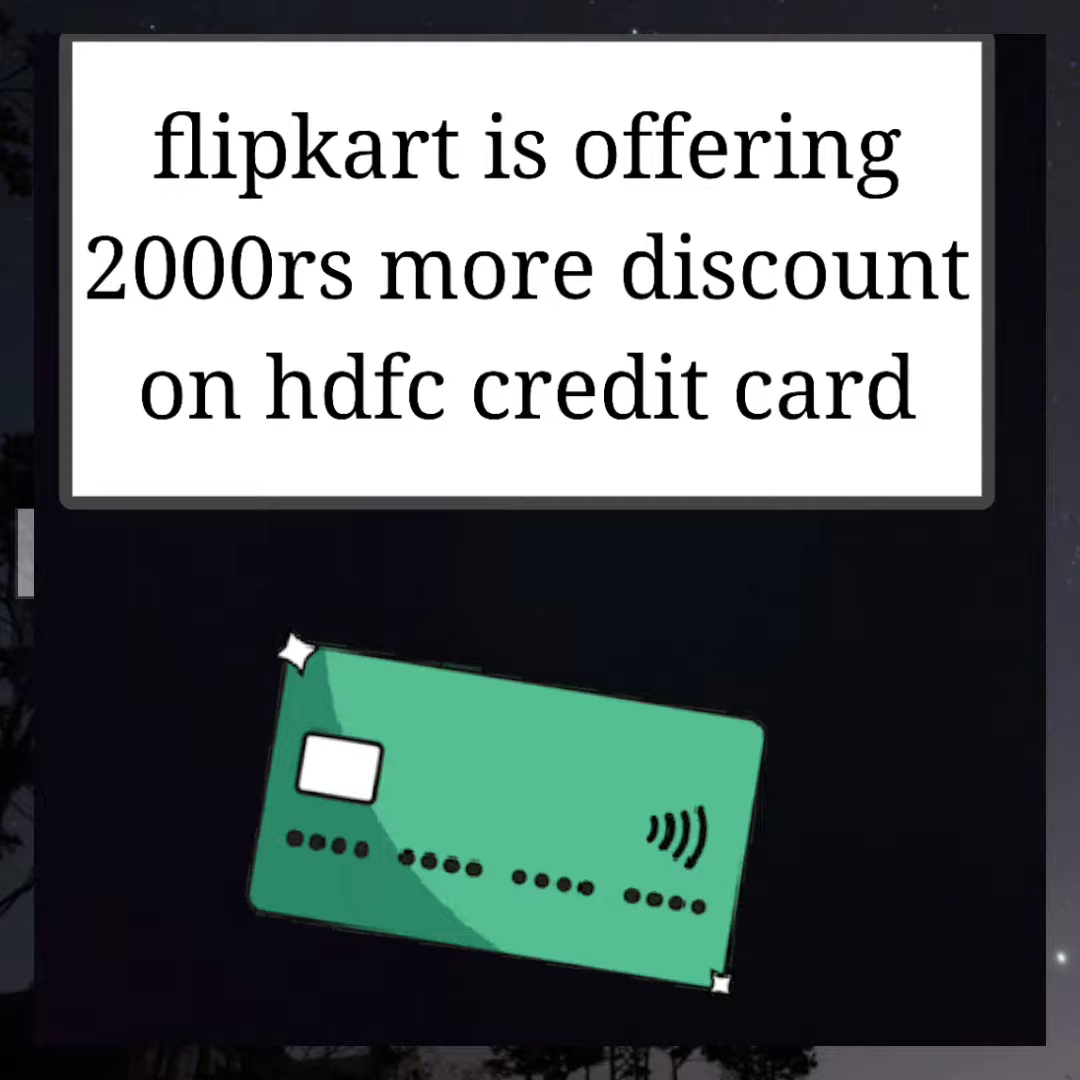 flipkart is offering
2000rs more discount
on hdfc credit card